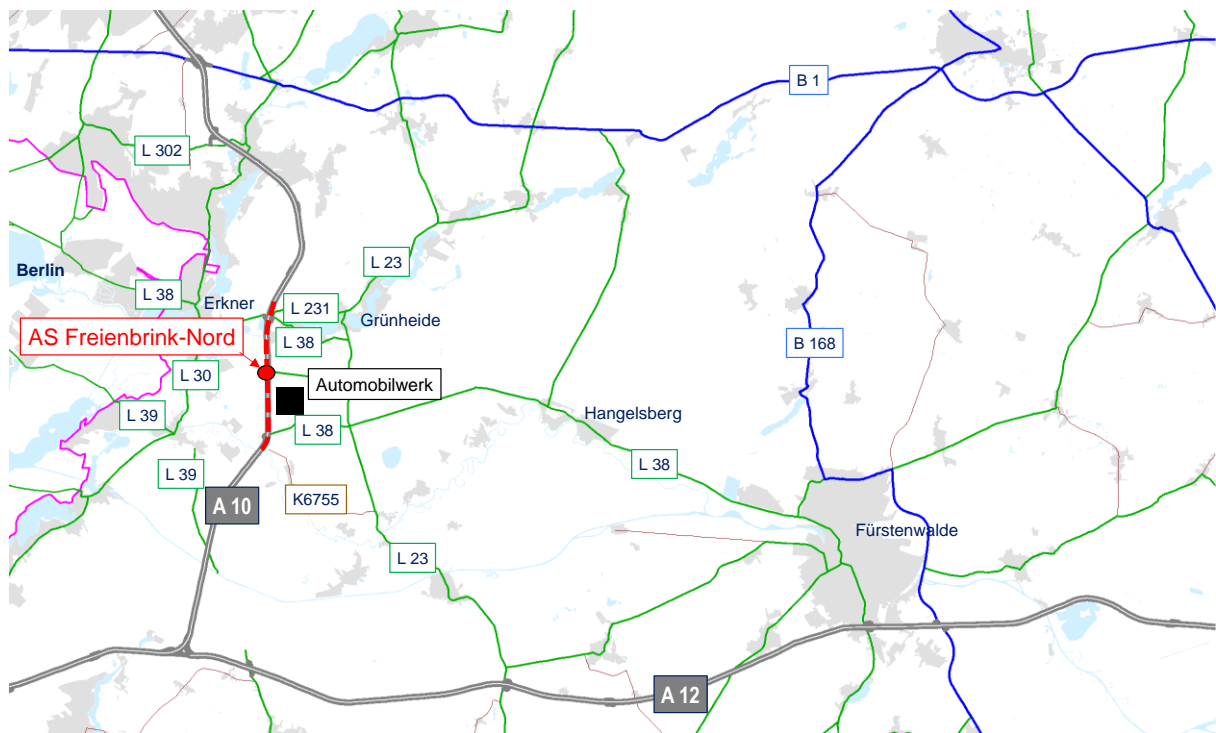 B 1
L 302
L 23
Berlin
L 38
Erkner
L 231
Grünheide
AS Freienbrink-Nord
L 38
B 168
L 30
Automobilwerk
L 39
L 38
Hangelsberg
L 39
L 38
A 10
K6755
Fürstenwalde
L 23
A 12